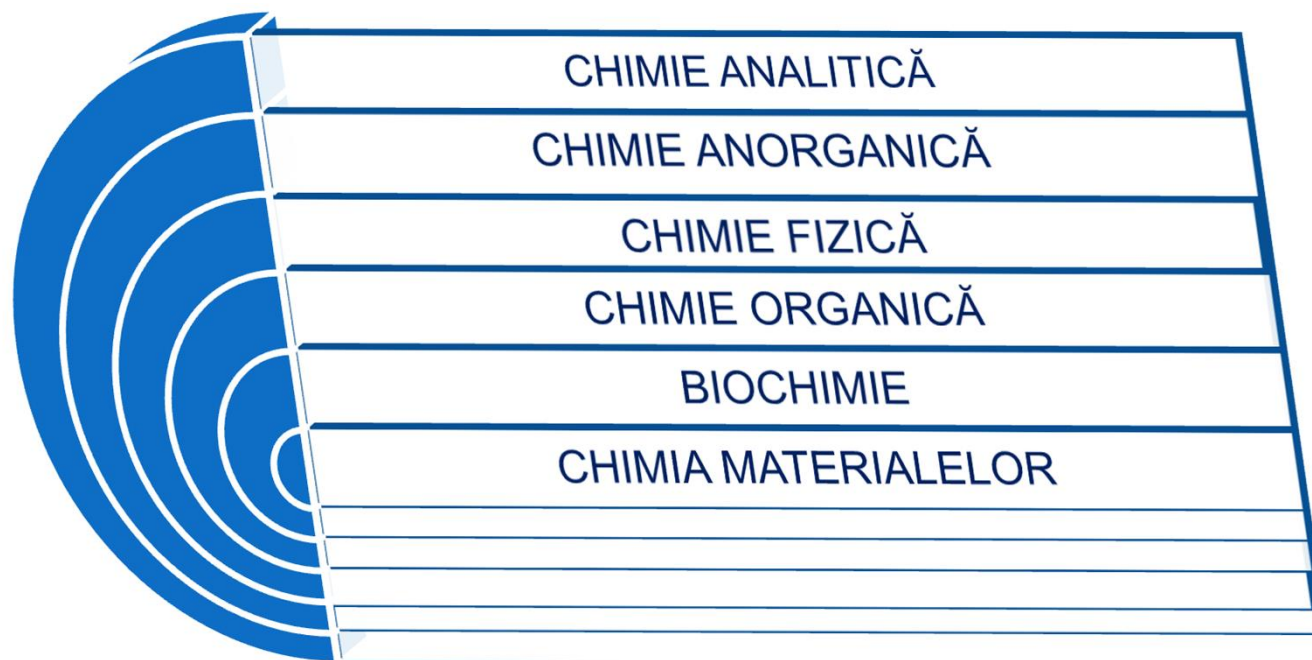 CHIMIE ANALITICĂ
CHIMIE ANORGANICĂ
CHIMIE FIZICĂ
CHIMIE ORGANICĂ
BIOCHIMIE
CHIMIA MATERIALELOR